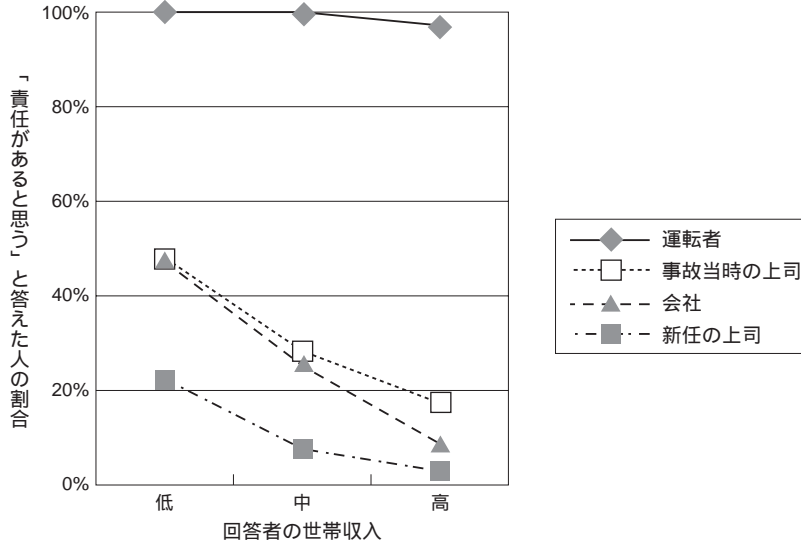 「責任があると思う」と答えた人の割合
100%
80%
60%
40%
20%
0%
低 中 高
回答者の世帯収入
運転者
事故当時の上司
会社
新任の上司